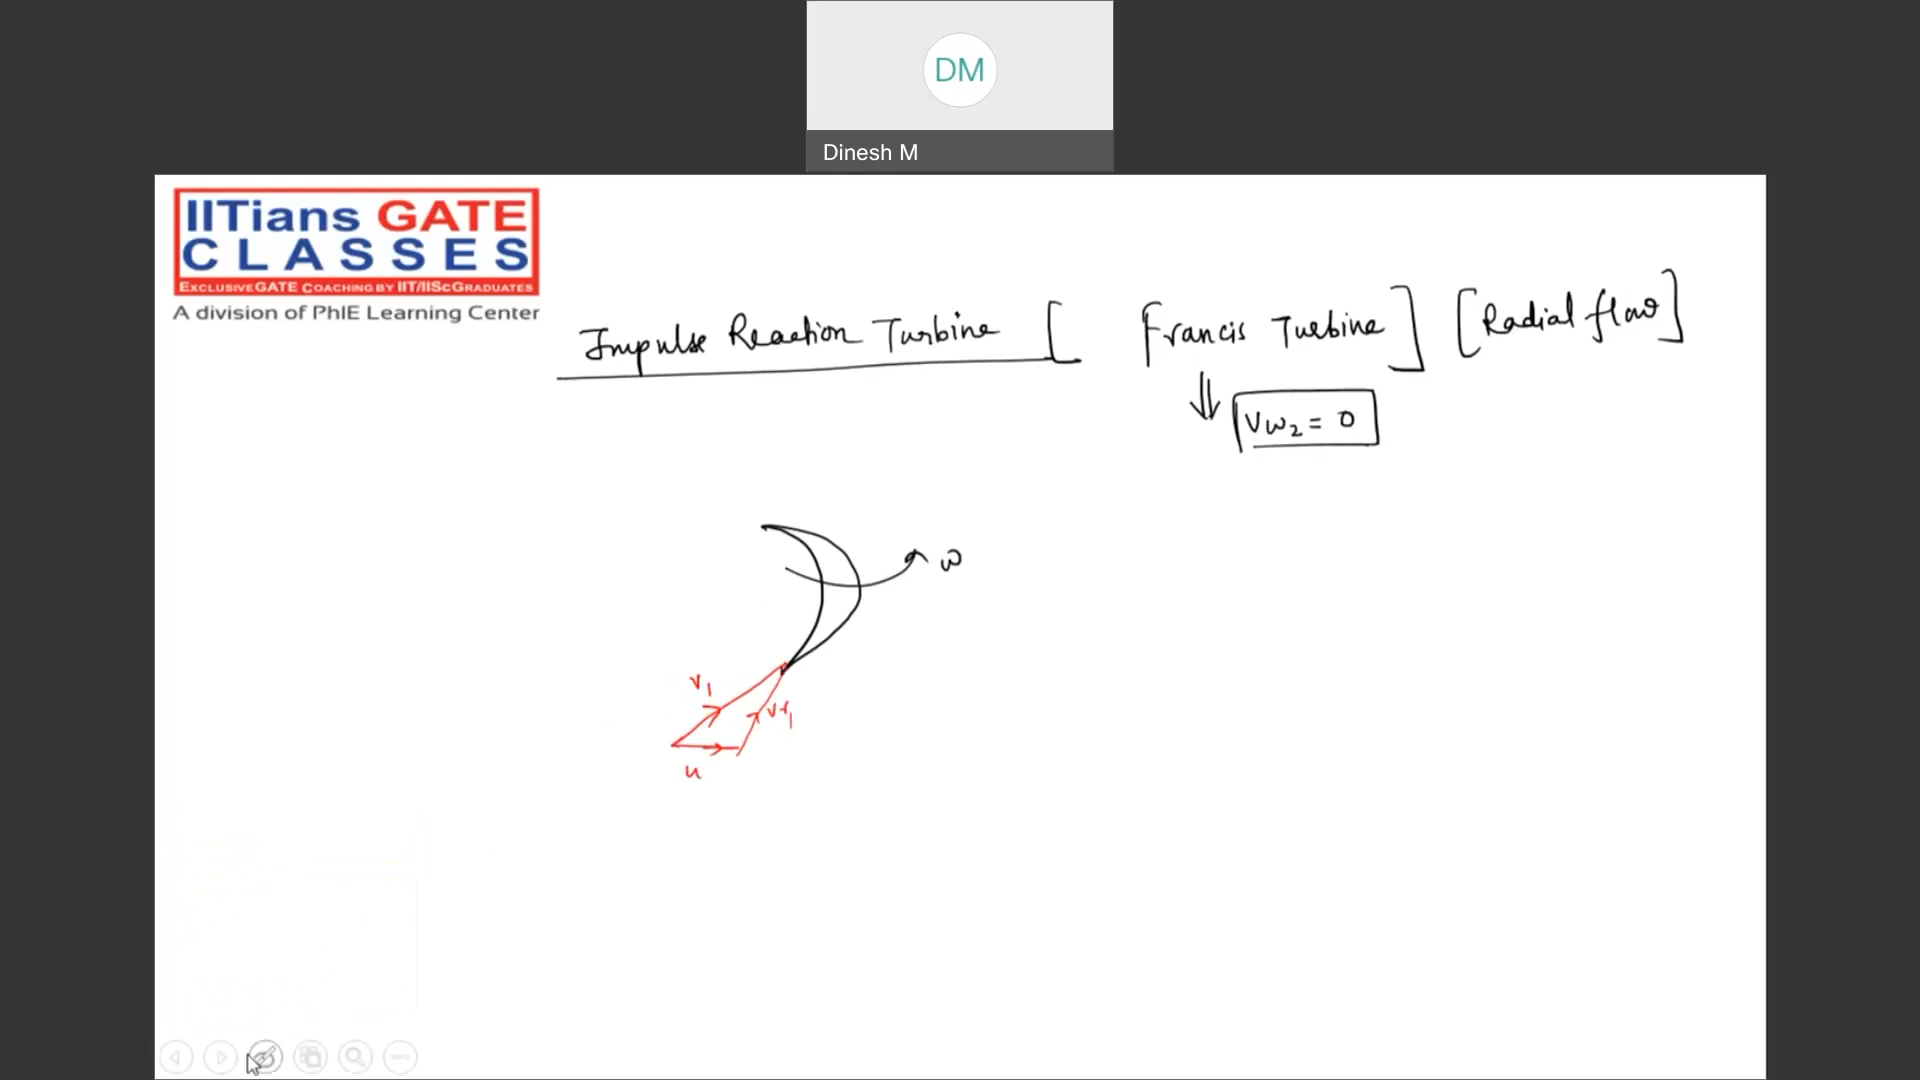 DM
Dinesh M
IITians GATE
CLASSES
EXCLUSIVE GATE COACHING BY IIT/IISc GRADUATES
A division of PhIE Learning Center
Impulse Reaction Turbine [ Francis Turbine ] [Radial flow]
⇓ Vw₂ = 0
ω
V₁
Vr₁
u